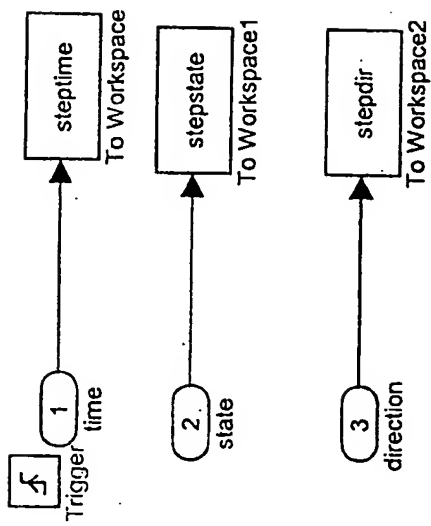 Trigger
1
time
steptime
To Workspace
2
state
stepstate
To Workspace1
3
direction
stepdir
To Workspace2